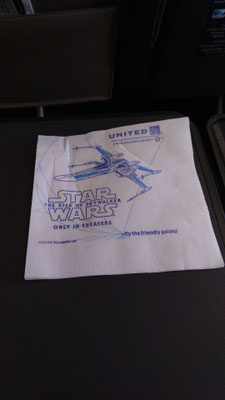 UNITED
STAR
THE RISE OF SKYWALKER
WARS
ONLY IN THEATERS
fly the friendly galaxy